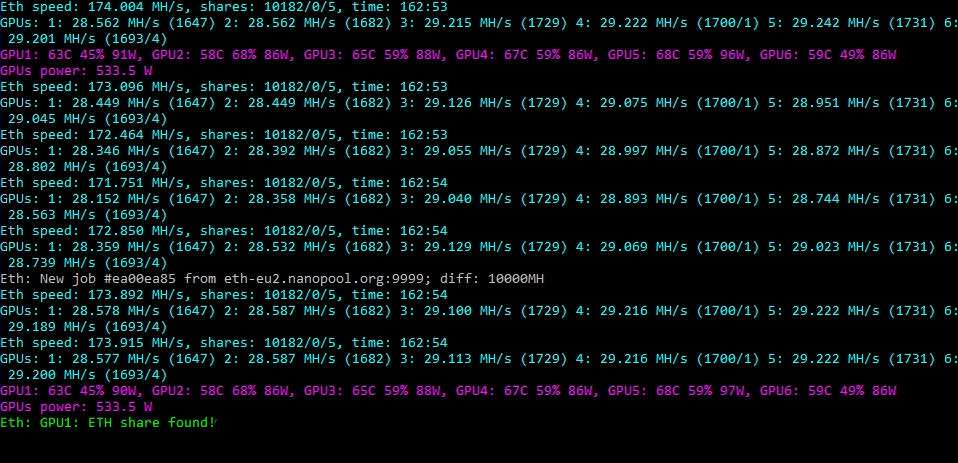 Eth speed: 174.004 MH/s, shares: 10182/0/5, time: 162:53
GPUs: 1: 28.562 MH/s (1647) 2: 28.562 MH/s (1682) 3: 29.215 MH/s (1729) 4: 29.222 MH/s (1700/1) 5: 29.242 MH/s (1731) 6:
29.201 MH/s (1693/4)
GPU1: 63C 45% 91W, GPU2: 58C 68% 86W, GPU3: 65C 59% 88W, GPU4: 67C 59% 86W, GPU5: 68C 59% 96W, GPU6: 59C 49% 86W
GPUs power: 533.5 W
Eth speed: 173.096 MH/s, shares: 10182/0/5, time: 162:53
GPUs: 1: 28.449 MH/s (1647) 2: 28.449 MH/s (1682) 3: 29.126 MH/s (1729) 4: 29.075 MH/s (1700/1) 5: 28.951 MH/s (1731) 6:
29.045 MH/s (1693/4)
Eth speed: 172.464 MH/s, shares: 10182/0/5, time: 162:53
GPUs: 1: 28.346 MH/s (1647) 2: 28.392 MH/s (1682) 3: 29.055 MH/s (1729) 4: 28.997 MH/s (1700/1) 5: 28.872 MH/s (1731) 6:
28.802 MH/s (1693/4)
Eth speed: 171.751 MH/s, shares: 10182/0/5, time: 162:54
GPUs: 1: 28.152 MH/s (1647) 2: 28.358 MH/s (1682) 3: 29.040 MH/s (1729) 4: 28.893 MH/s (1700/1) 5: 28.744 MH/s (1731) 6:
28.563 MH/s (1693/4)
Eth speed: 172.850 MH/s, shares: 10182/0/5, time: 162:54
GPUs: 1: 28.359 MH/s (1647) 2: 28.532 MH/s (1682) 3: 29.129 MH/s (1729) 4: 29.069 MH/s (1700/1) 5: 29.023 MH/s (1731) 6:
28.739 MH/s (1693/4)
Eth: New job #ea00ea85 from eth-eu2.nanopool.org:9999; diff: 10000MH
Eth speed: 173.892 MH/s, shares: 10182/0/5, time: 162:54
GPUs: 1: 28.578 MH/s (1647) 2: 28.587 MH/s (1682) 3: 29.100 MH/s (1729) 4: 29.216 MH/s (1700/1) 5: 29.222 MH/s (1731) 6:
29.189 MH/s (1693/4)
Eth speed: 173.915 MH/s, shares: 10182/0/5, time: 162:54
GPUs: 1: 28.577 MH/s (1647) 2: 28.587 MH/s (1682) 3: 29.113 MH/s (1729) 4: 29.216 MH/s (1700/1) 5: 29.222 MH/s (1731) 6:
29.200 MH/s (1693/4)
GPU1: 63C 45% 90W, GPU2: 58C 68% 86W, GPU3: 65C 59% 88W, GPU4: 67C 59% 86W, GPU5: 68C 59% 97W, GPU6: 59C 49% 86W
GPUs power: 533.5 W
Eth: GPU1: ETH share found!